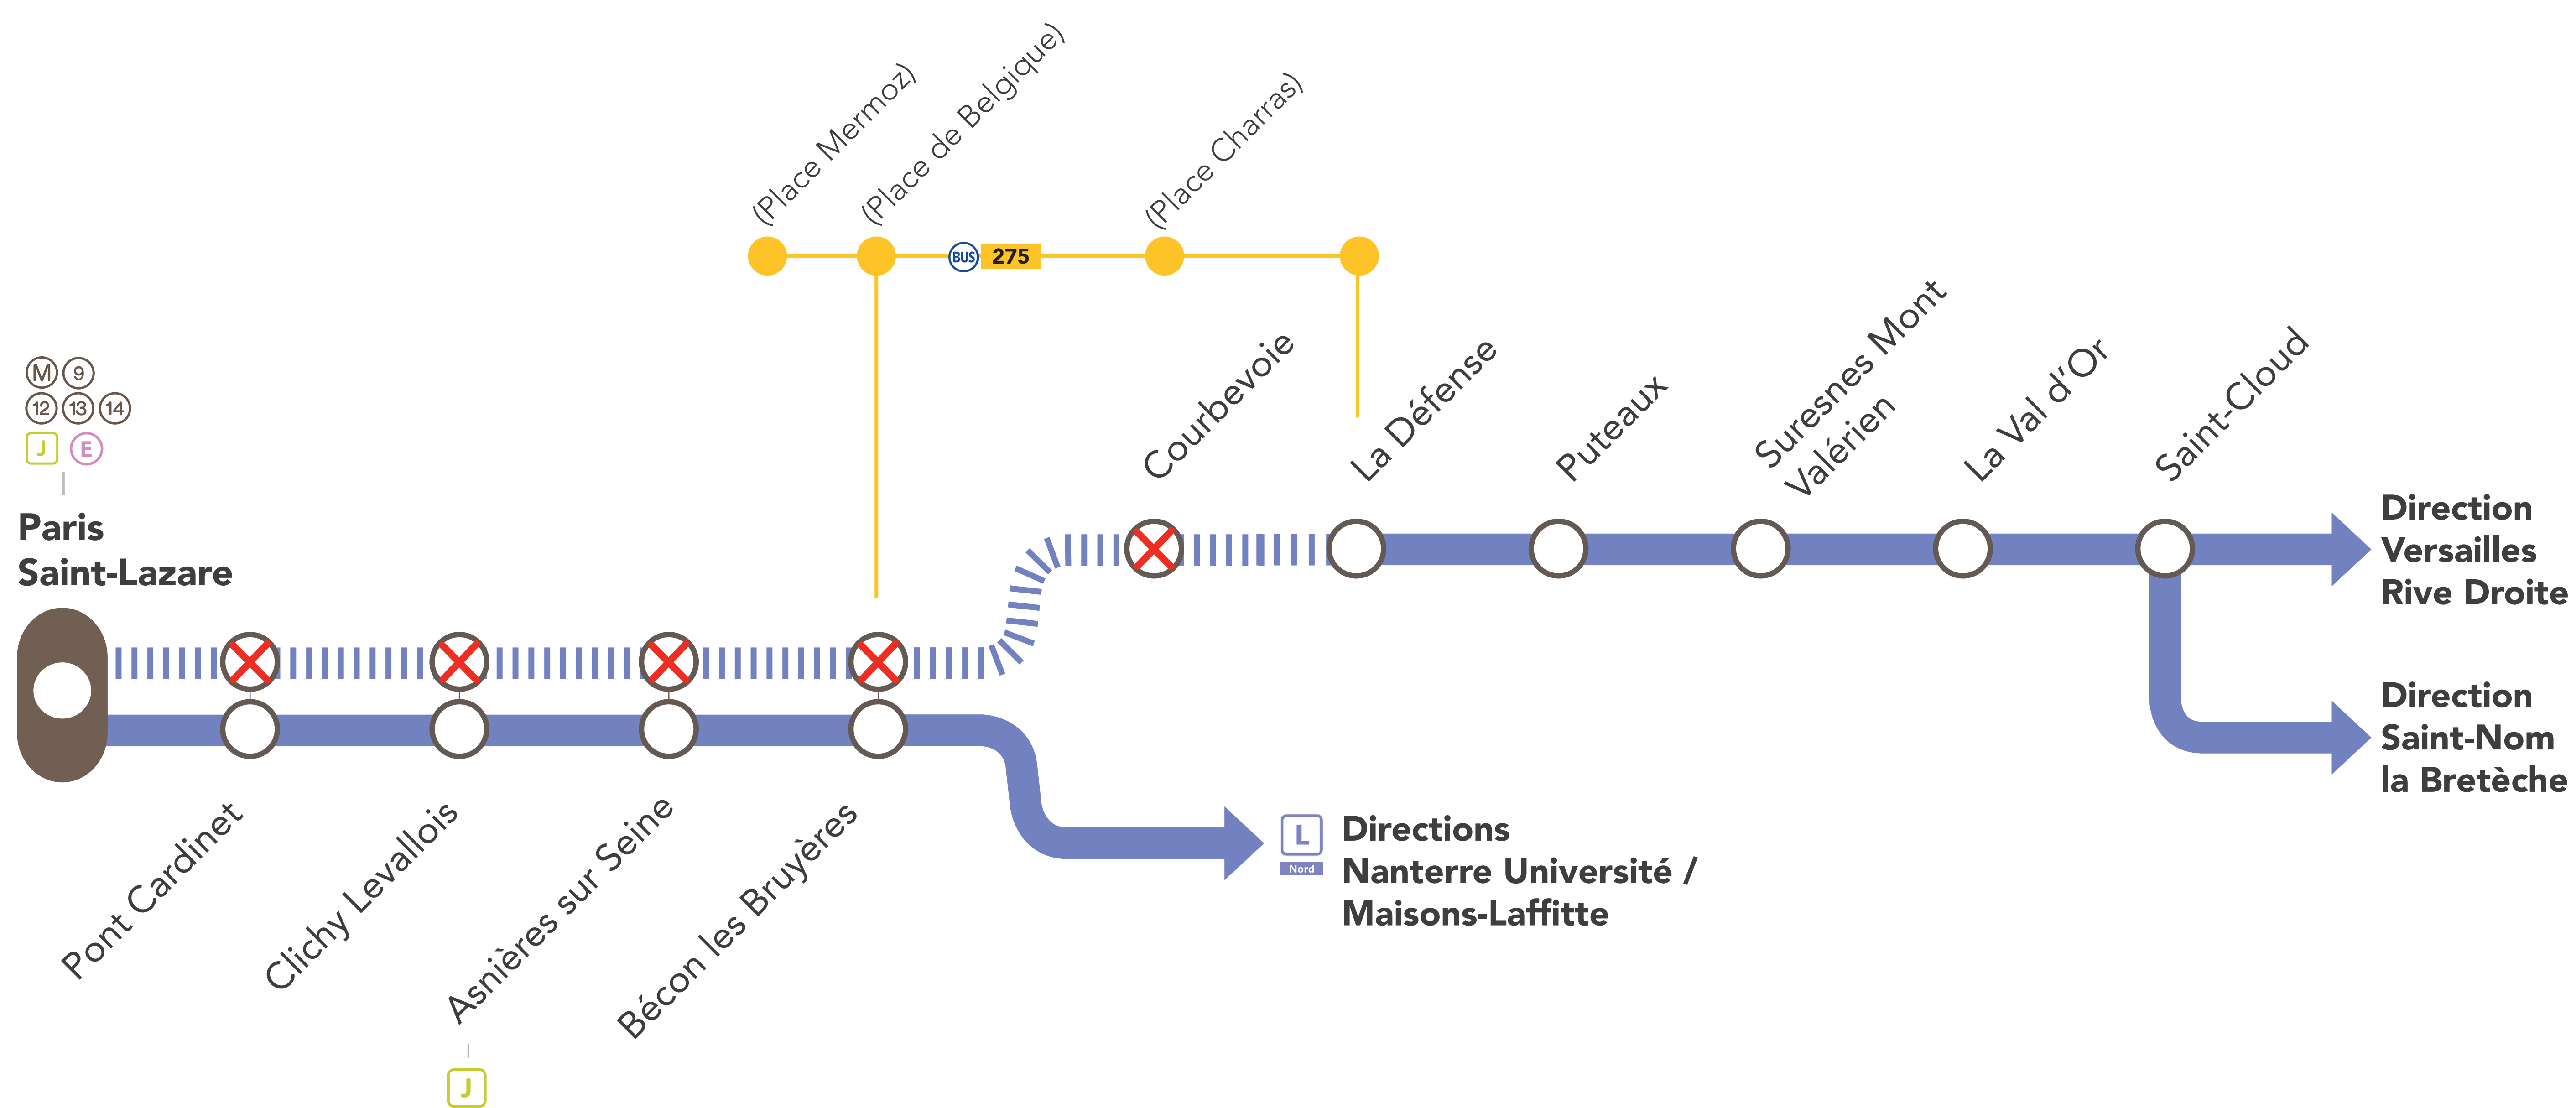 (Place Mermoz)
(Place de Belgique)
(Place Charras)
BUS 275
M 9
12 13 14
J E
Paris
Saint-Lazare
Courbevoie
La Défense
Puteaux
Suresnes Mont
Valérien
La Val d'Or
Saint-Cloud
Direction
Versailles
Rive Droite
Direction
Saint-Nom
la Bretèche
Pont Cardinet
Clichy Levallois
Asnières sur Seine
J
Bécon les Bruyères
L
Nord
Directions
Nanterre Université /
Maisons-Laffitte